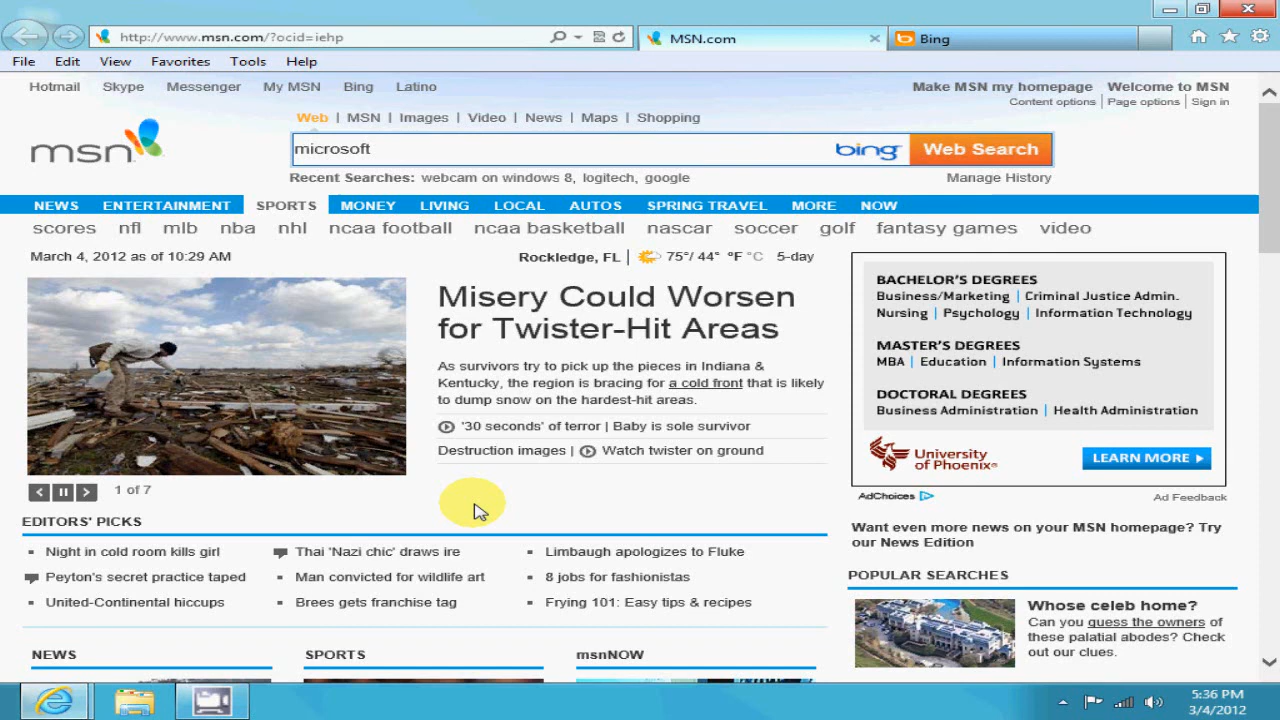 http://www.msn.com/?ocid=iehp
MSN.com
Bing
File Edit View Favorites Tools Help
Hotmail Skype Messenger My MSN Bing Latino
Make MSN my homepage Welcome to MSN
Content options | Page options | Sign in
Web | MSN | Images | Video | News | Maps | Shopping
msn
microsoft
bing
Web Search
Recent Searches: webcam on windows 8, logitech, google
Manage History
NEWS ENTERTAINMENT SPORTS MONEY LIVING LOCAL AUTOS SPRING TRAVEL MORE NOW
scores nfl mlb nba nhl ncaa football ncaa basketball nascar soccer golf fantasy games video
March 4, 2012 as of 10:29 AM
Rockledge, FL | 75°/ 44° °F °C 5-day
Misery Could Worsen
for Twister-Hit Areas
As survivors try to pick up the pieces in Indiana &
Kentucky, the region is bracing for a cold front that is likely
to dump snow on the hardest-hit areas.
'30 seconds' of terror | Baby is sole survivor
Destruction images | Watch twister on ground
1 of 7
BACHELOR'S DEGREES
Business/Marketing | Criminal Justice Admin.
Nursing | Psychology | Information Technology
MASTER'S DEGREES
MBA | Education | Information Systems
DOCTORAL DEGREES
Business Administration | Health Administration
University
of Phoenix®
LEARN MORE
AdChoices
Ad Feedback
EDITORS' PICKS
Night in cold room kills girl
Thai 'Nazi chic' draws ire
Limbaugh apologizes to Fluke
Peyton's secret practice taped
Man convicted for wildlife art
8 jobs for fashionistas
United-Continental hiccups
Brees gets franchise tag
Frying 101: Easy tips & recipes
Want even more news on your MSN homepage? Try
our News Edition
POPULAR SEARCHES
Whose celeb home?
Can you guess the owners of
these palatial abodes? Check
out our clues.
NEWS
SPORTS
msnNOW
5:36 PM
3/4/2012